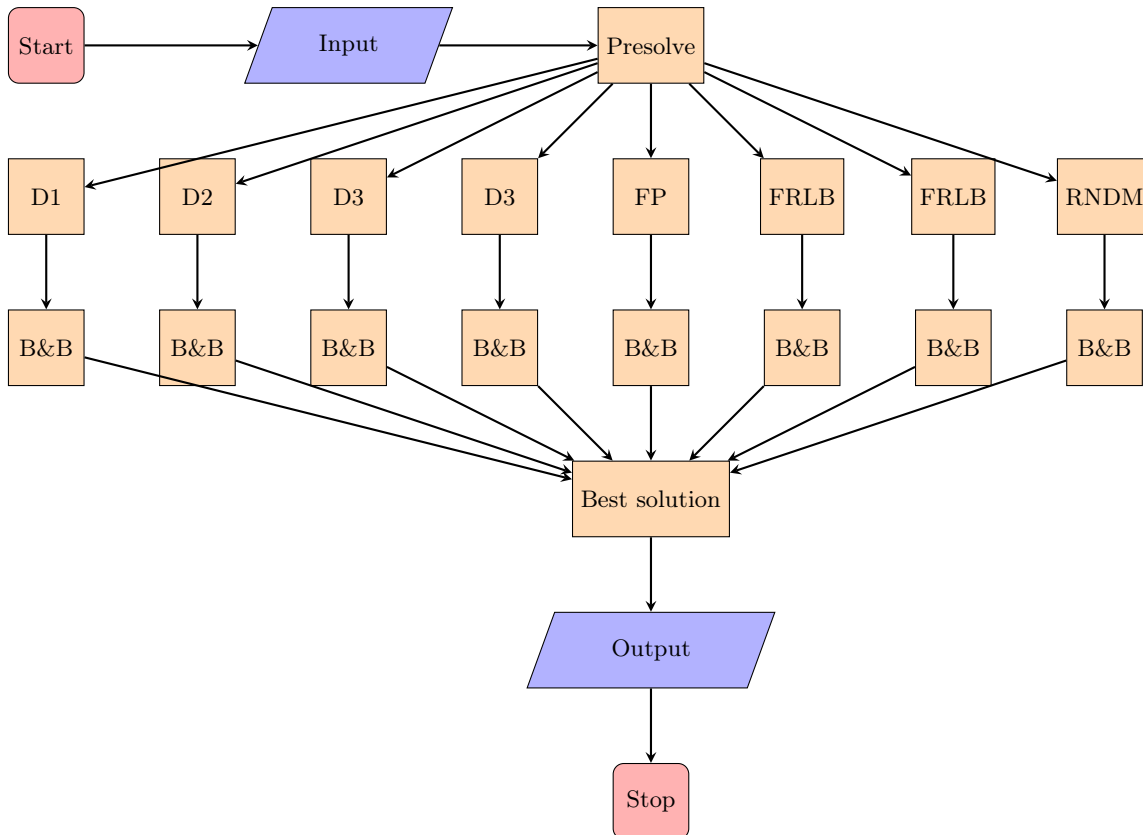 Start
Input
Presolve
D1
D2
D3
D3
FP
FRLB
FRLB
RNDM
B&B
B&B
B&B
B&B
B&B
B&B
B&B
B&B
Best solution
Output
Stop